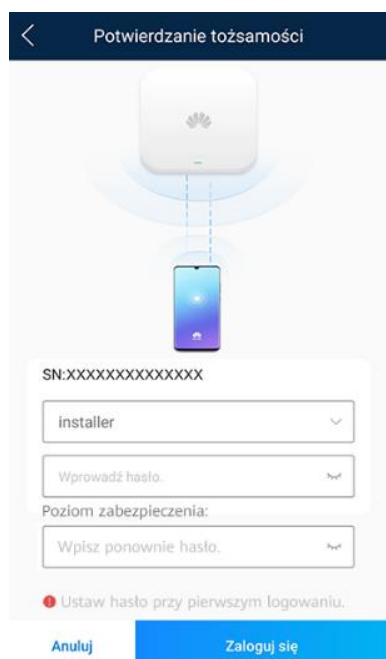 Potwierdzanie tożsamości
SN:XXXXXXXXXXXXXX
installer
Wprowadź hasło.
Poziom zabezpieczenia:
Wpisz ponownie hasło.
Ustaw hasło przy pierwszym logowaniu.
Anuluj
Zaloguj się